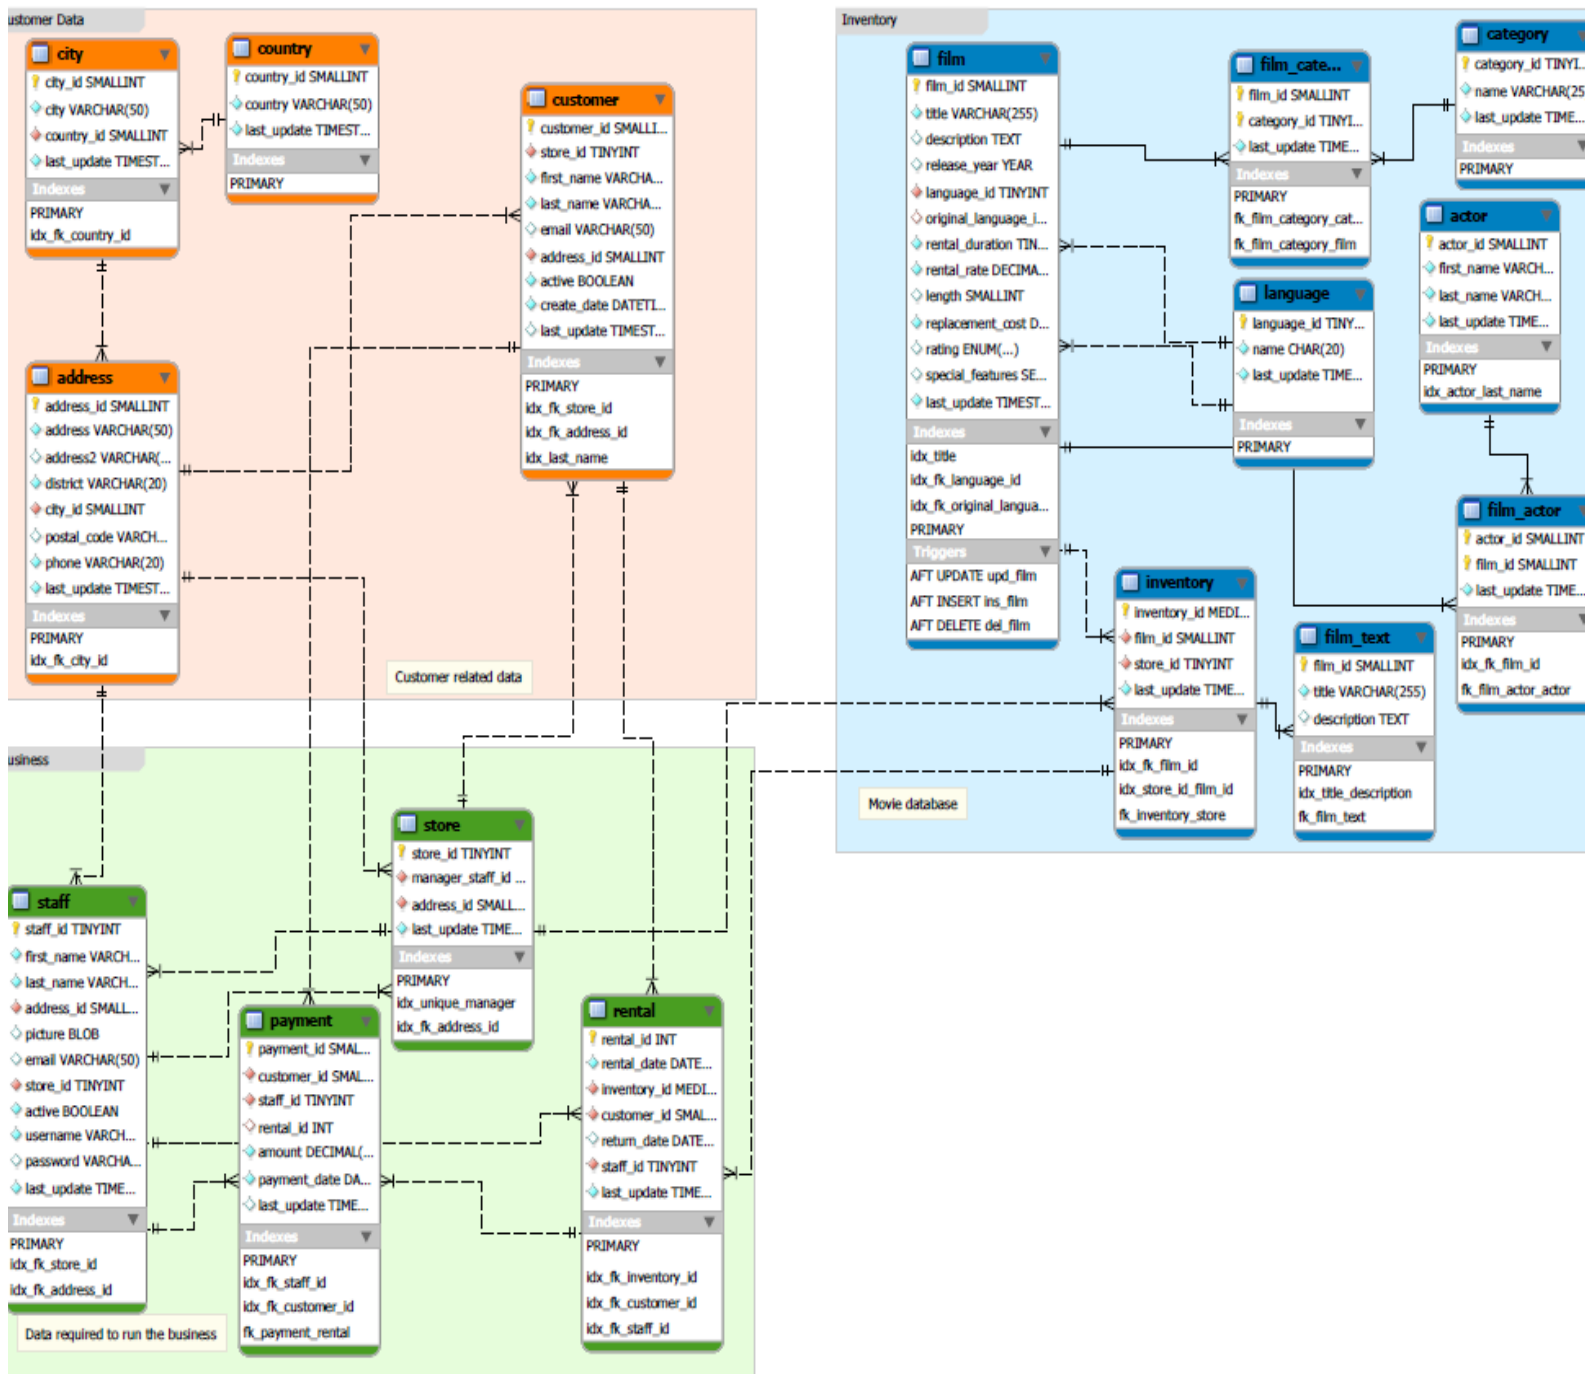 ustomer Data
city
city_id SMALLINT
city VARCHAR(50)
country_id SMALLINT
last_update TIMEST...
Indexes
PRIMARY
idx_fk_country_id
country
country_id SMALLINT
country VARCHAR(50)
last_update TIMEST...
Indexes
PRIMARY
customer
customer_id SMALLI...
store_id TINYINT
first_name VARCHA...
last_name VARCHA...
email VARCHAR(50)
address_id SMALLINT
active BOOLEAN
create_date DATETI...
last_update TIMEST...
Indexes
PRIMARY
idx_fk_store_id
idx_fk_address_id
idx_last_name
address
address_id SMALLINT
address VARCHAR(50)
address2 VARCHAR(...
district VARCHAR(20)
city_id SMALLINT
postal_code VARCH...
phone VARCHAR(20)
last_update TIMEST...
Indexes
PRIMARY
idx_fk_city_id
Customer related data
Inventory
film
film_id SMALLINT
title VARCHAR(255)
description TEXT
release_year YEAR
language_id TINYINT
original_language_i...
rental_duration TIN...
rental_rate DECIMA...
length SMALLINT
replacement_cost D...
rating ENUM(...)
special_features SE...
last_update TIMEST...
Indexes
idx_title
idx_fk_language_id
idx_fk_original_langua...
PRIMARY
Triggers
AFT UPDATE upd_film
AFT INSERT ins_film
AFT DELETE del_film
film_cate...
film_id SMALLINT
category_id TINYI...
last_update TIME...
Indexes
PRIMARY
fk_film_category_cat...
fk_film_category_film
category
category_id TINYI...
name VARCHAR(25
last_update TIME...
Indexes
PRIMARY
language
language_id TINY...
name CHAR(20)
last_update TIME...
Indexes
PRIMARY
actor
actor_id SMALLINT
first_name VARCH...
last_name VARCH...
last_update TIME...
Indexes
PRIMARY
idx_actor_last_name
film_actor
actor_id SMALLINT
film_id SMALLINT
last_update TIME...
Indexes
PRIMARY
idx_fk_film_id
fk_film_actor_actor
inventory
inventory_id MEDI...
film_id SMALLINT
store_id TINYINT
last_update TIME...
Indexes
PRIMARY
idx_fk_film_id
idx_store_id_film_id
fk_inventory_store
film_text
film_id SMALLINT
title VARCHAR(255)
description TEXT
Indexes
PRIMARY
idx_title_description
fk_film_text
Movie database
usiness
staff
staff_id TINYINT
first_name VARCH...
last_name VARCH...
address_id SMALL...
picture BLOB
email VARCHAR(50)
store_id TINYINT
active BOOLEAN
username VARCH...
password VARCHA...
last_update TIME...
Indexes
PRIMARY
idx_fk_store_id
idx_fk_address_id
Data required to run the business
store
store_id TINYINT
manager_staff_id ...
address_id SMALL...
last_update TIME...
Indexes
PRIMARY
idx_unique_manager
idx_fk_address_id
payment
payment_id SMAL...
customer_id SMAL...
staff_id TINYINT
rental_id INT
amount DECIMAL(...
payment_date DA...
last_update TIME...
Indexes
PRIMARY
idx_fk_staff_id
idx_fk_customer_id
fk_payment_rental
rental
rental_id INT
rental_date DATE...
inventory_id MEDI...
customer_id SMAL...
return_date DATE...
staff_id TINYINT
last_update TIME...
Indexes
PRIMARY
idx_fk_inventory_id
idx_fk_customer_id
idx_fk_staff_id